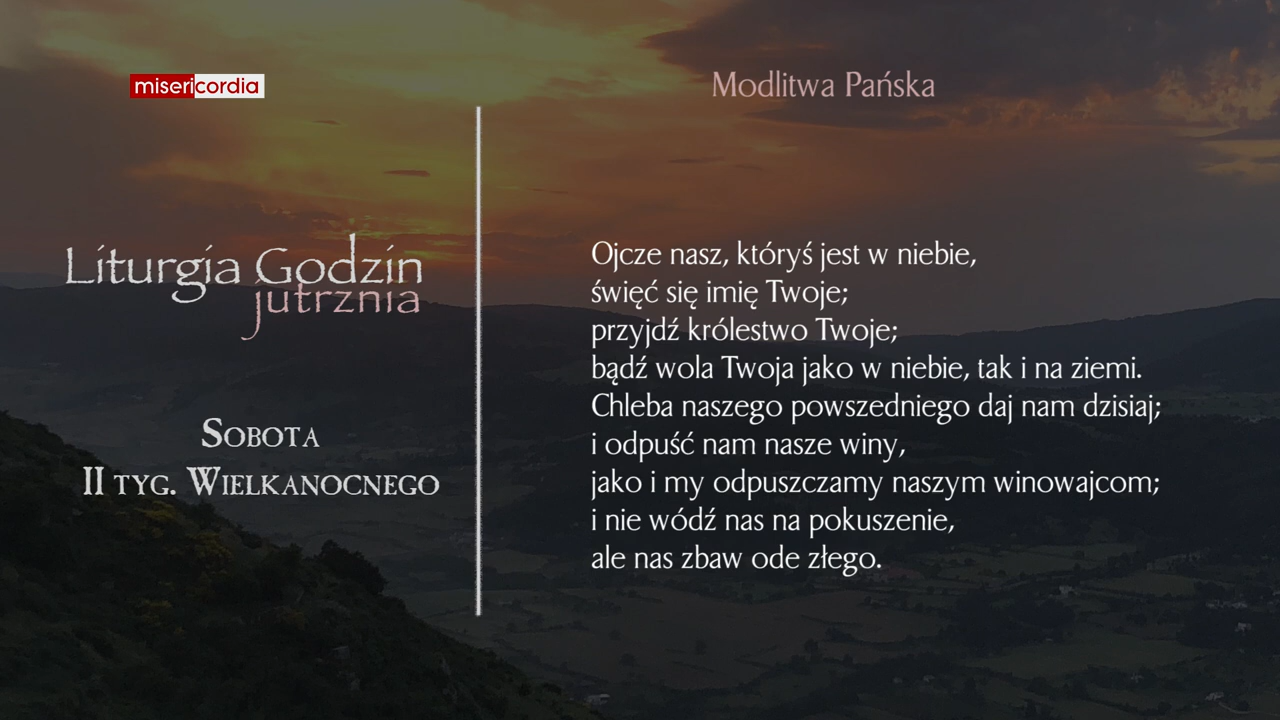 misericordia
Liturgia Godzin
jutrznia
Sobota
II tyg. Wielkanocnego
Modlitwa Pańska
Ojcze nasz, któryś jest w niebie,
święć się imię Twoje;
przyjdź królestwo Twoje;
bądź wola Twoja jako w niebie, tak i na ziemi.
Chleba naszego powszedniego daj nam dzisiaj;
i odpuść nam nasze winy,
jako i my odpuszczamy naszym winowajcom;
i nie wódź nas na pokuszenie,
ale nas zbaw ode złego.